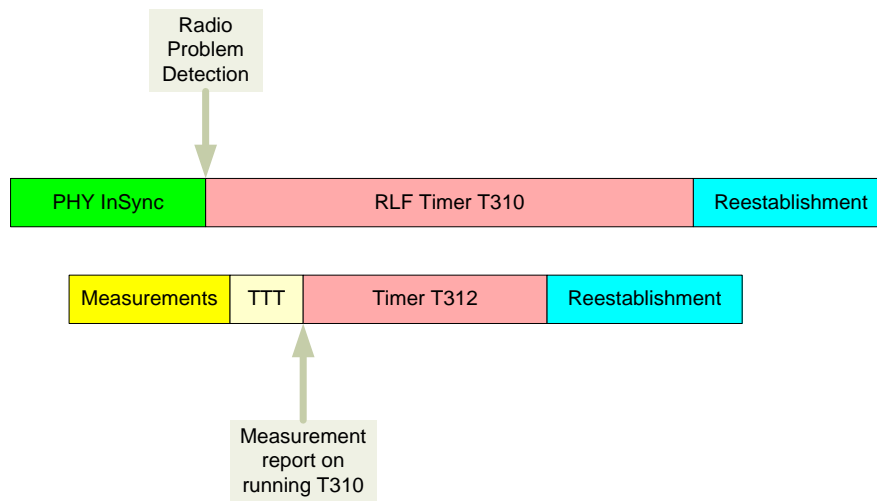 Radio
Problem
Detection
PHY InSync
RLF Timer T310
Reestablishment
Measurements
TTT
Timer T312
Reestablishment
Measurement
report on
running T310